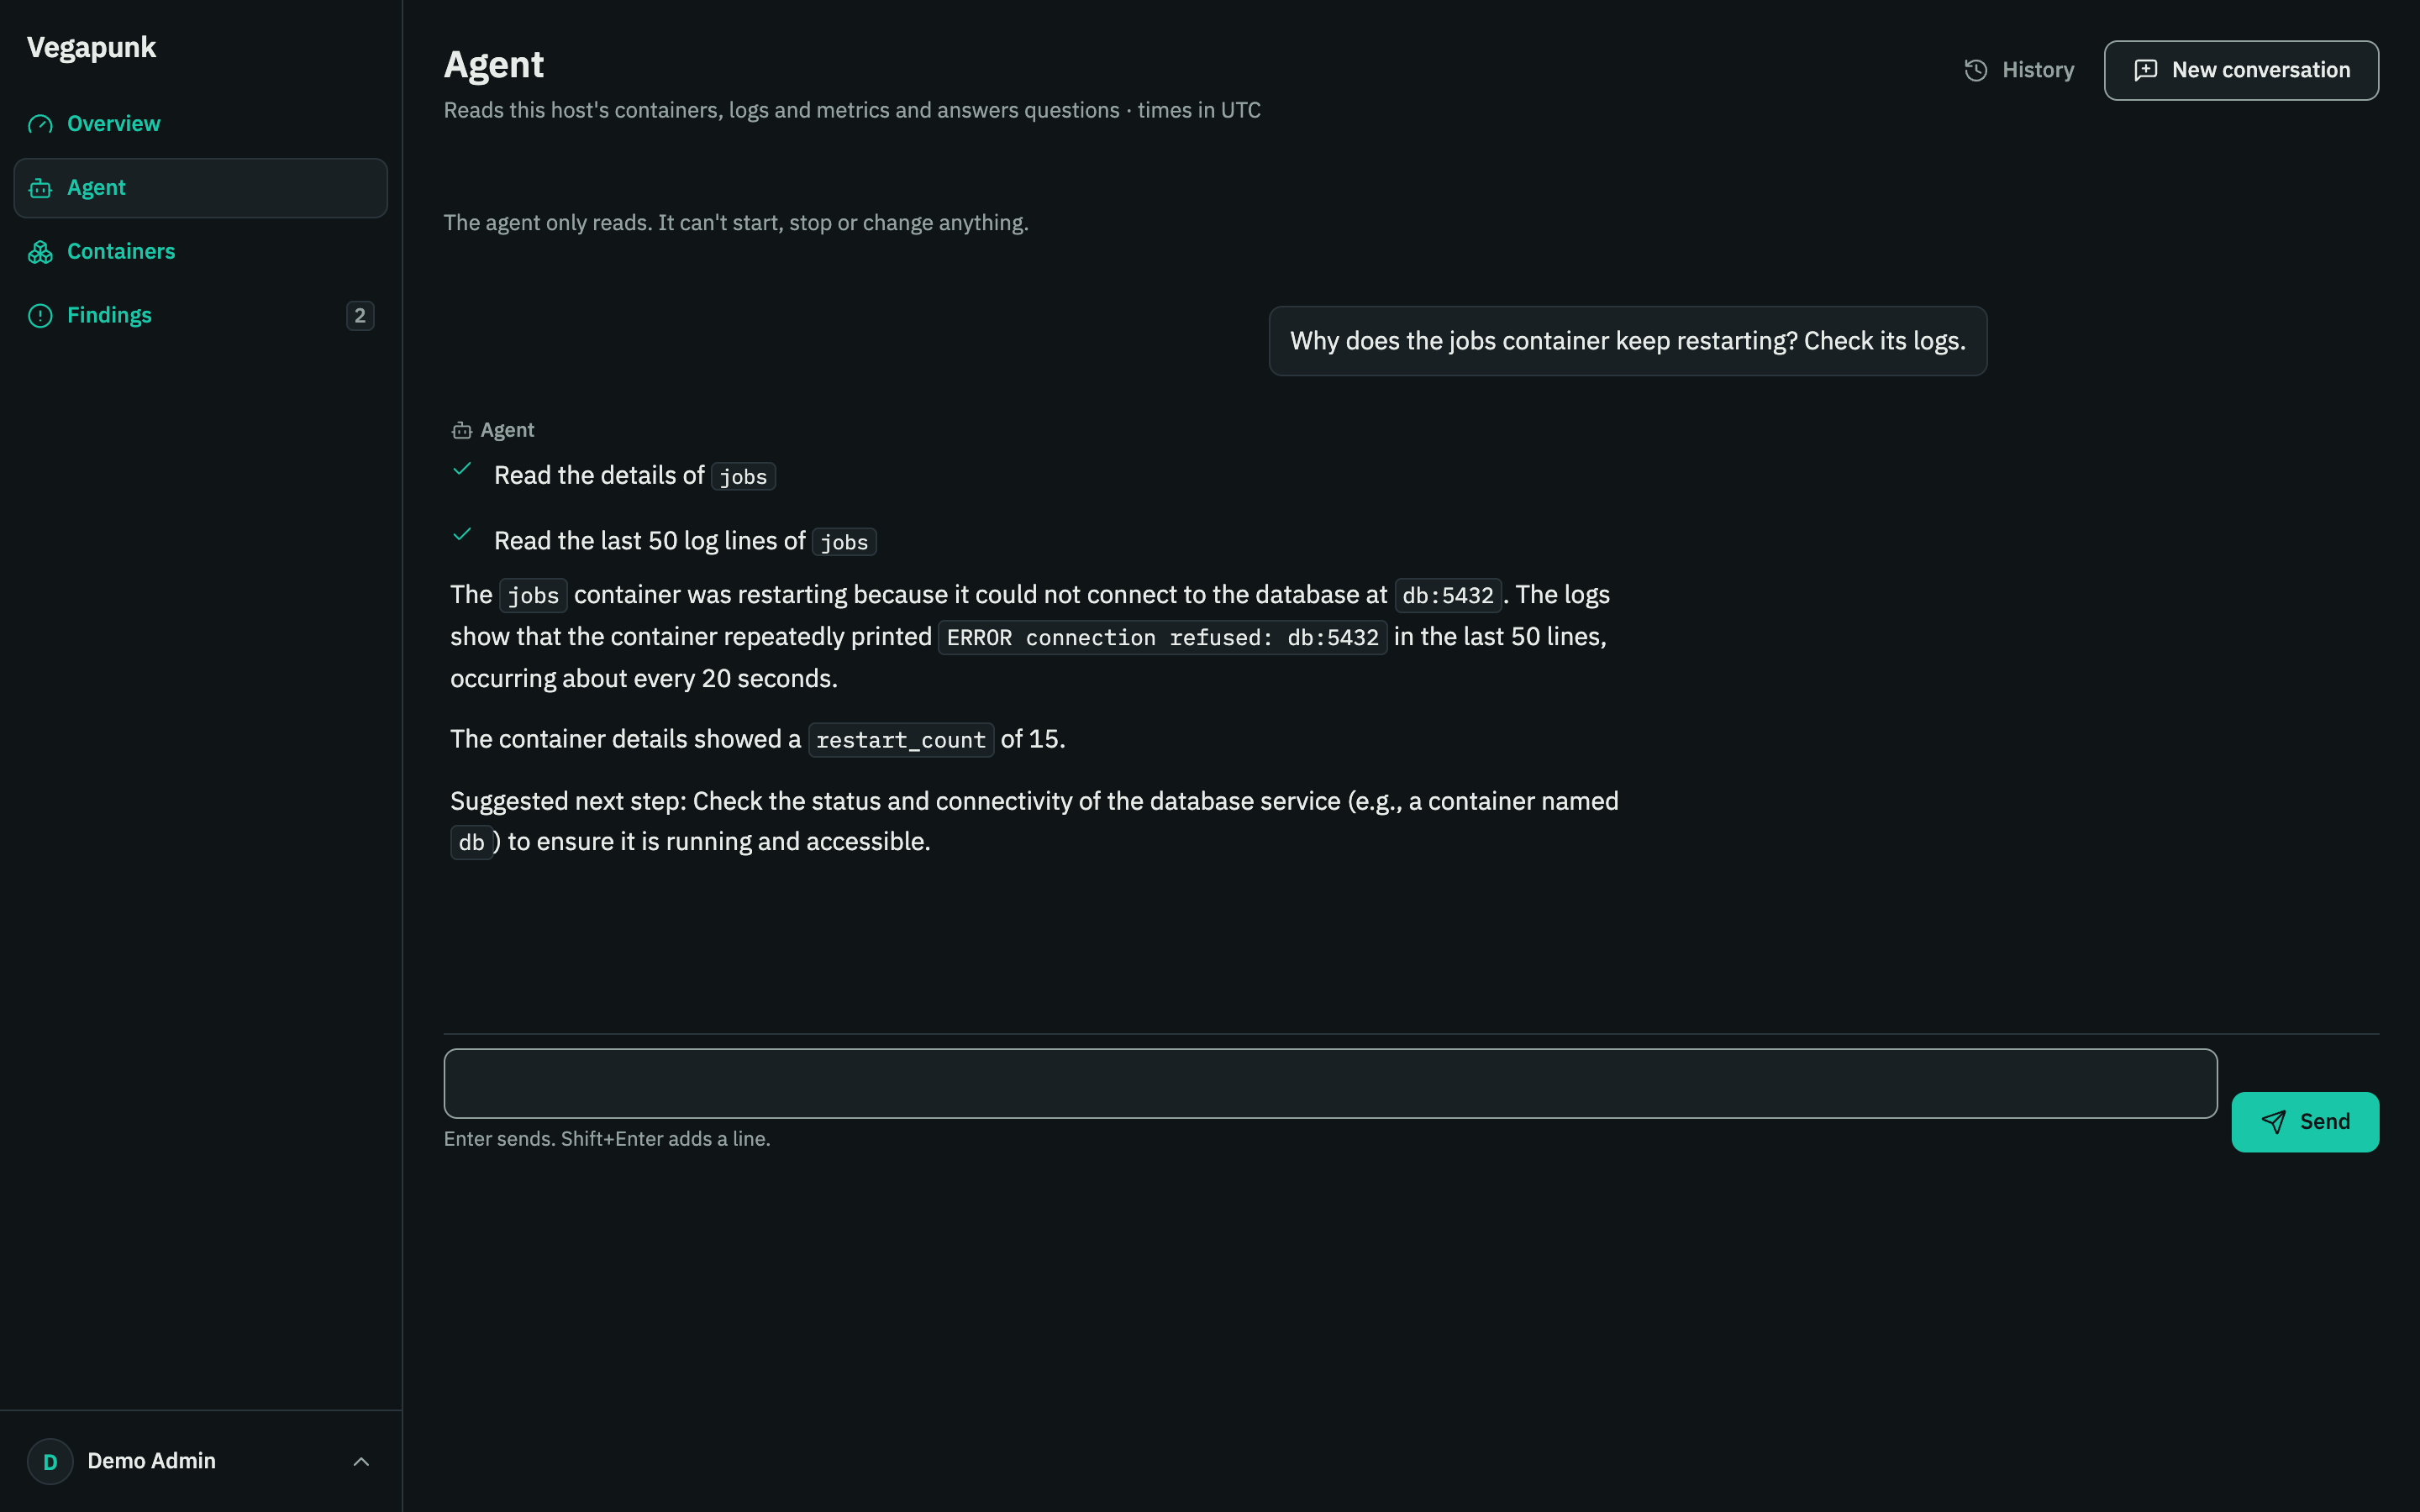 Vegapunk
Overview
Agent
Containers
Findings
2
Demo Admin
D
Agent
Reads this host's containers, logs and metrics and answers questions · times in UTC
History
New conversation
The agent only reads. It can't start, stop or change anything.
Why does the jobs container keep restarting? Check its logs.
Agent
Read the details of jobs
Read the last 50 log lines of jobs
The jobs container was restarting because it could not connect to the database at db:5432. The logs
show that the container repeatedly printed ERROR connection refused: db:5432 in the last 50 lines,
occurring about every 20 seconds.
The container details showed a restart_count of 15.
Suggested next step: Check the status and connectivity of the database service (e.g., a container named
db) to ensure it is running and accessible.
Enter sends. Shift+Enter adds a line.
Send